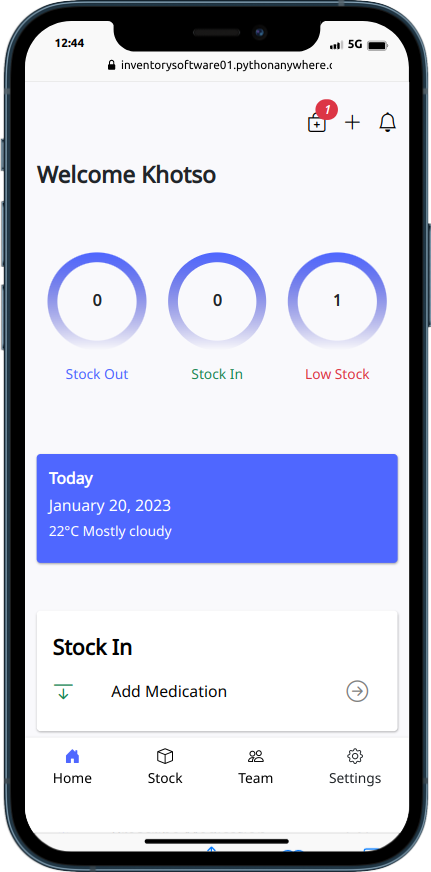 12:44
5G
inventorysoftware01.pythonanywhere.c
1
Welcome Khotso
0
0
1
Stock Out
Stock In
Low Stock
Today
January 20, 2023
22°C Mostly cloudy
Stock In
Add Medication
Home
Stock
Team
Settings